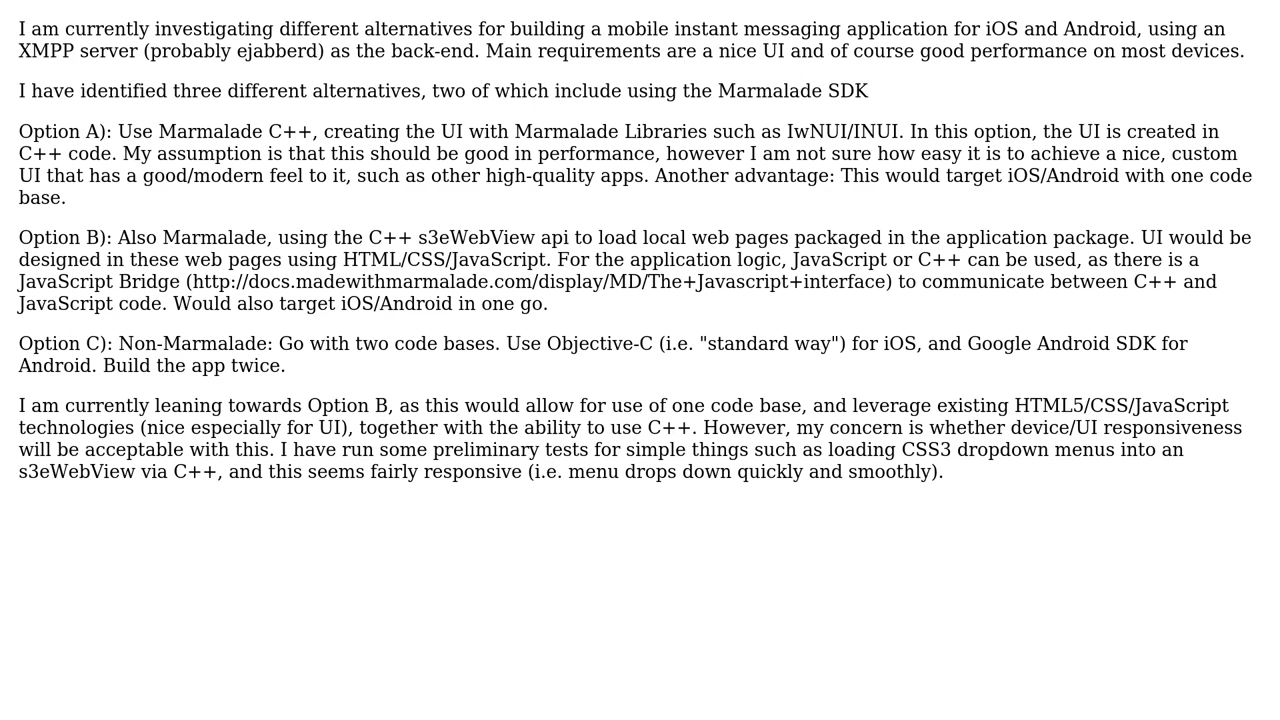 I am currently investigating different alternatives for building a mobile instant messaging application for iOS and Android, using an
XMPP server (probably ejabberd) as the back-end. Main requirements are a nice UI and of course good performance on most devices.
I have identified three different alternatives, two of which include using the Marmalade SDK
Option A): Use Marmalade C++, creating the UI with Marmalade Libraries such as IwNUI/INUI. In this option, the UI is created in
C++ code. My assumption is that this should be good in performance, however I am not sure how easy it is to achieve a nice, custom
UI that has a good/modern feel to it, such as other high-quality apps. Another advantage: This would target iOS/Android with one code
base.
Option B): Also Marmalade, using the C++ s3eWebView api to load local web pages packaged in the application package. UI would be
designed in these web pages using HTML/CSS/JavaScript. For the application logic, JavaScript or C++ can be used, as there is a
JavaScript Bridge (http://docs.madewithmarmalade.com/display/MD/The+Javascript+interface) to communicate between C++ and
JavaScript code. Would also target iOS/Android in one go.
Option C): Non-Marmalade: Go with two code bases. Use Objective-C (i.e. "standard way") for iOS, and Google Android SDK for
Android. Build the app twice.
I am currently leaning towards Option B, as this would allow for use of one code base, and leverage existing HTML5/CSS/JavaScript
technologies (nice especially for UI), together with the ability to use C++. However, my concern is whether device/UI responsiveness
will be acceptable with this. I have run some preliminary tests for simple things such as loading CSS3 dropdown menus into an
s3eWebView via C++, and this seems fairly responsive (i.e. menu drops down quickly and smoothly).